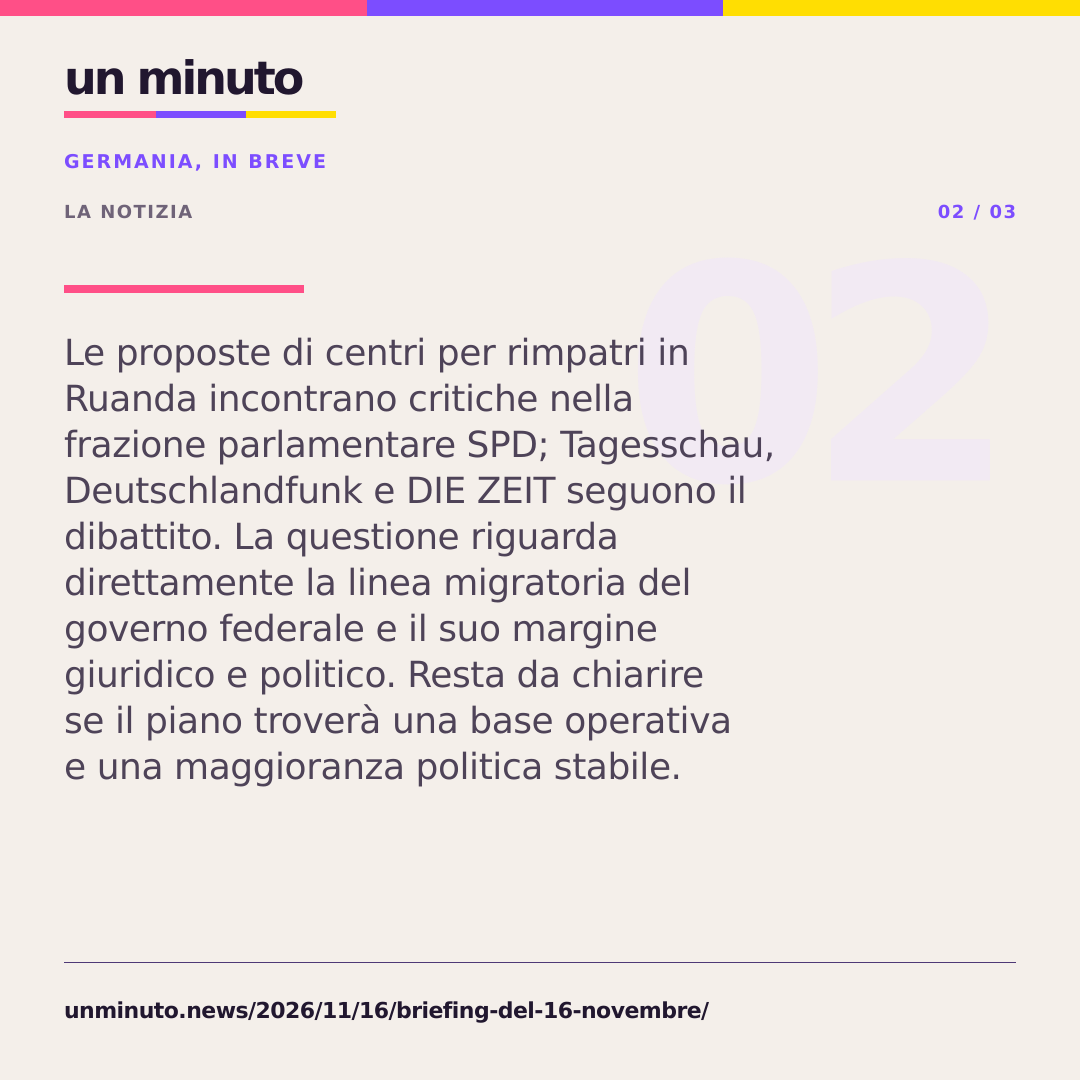 un minuto
GERMANIA, IN BREVE
LA NOTIZIA
02 / 03
02
Le proposte di centri per rimpatri in
Ruanda incontrano critiche nella
frazione parlamentare SPD; Tagesschau,
Deutschlandfunk e DIE ZEIT seguono il
dibattito. La questione riguarda
direttamente la linea migratoria del
governo federale e il suo margine
giuridico e politico. Resta da chiarire
se il piano troverà una base operativa
e una maggioranza politica stabile.
unminuto.news/2026/11/16/briefing-del-16-novembre/